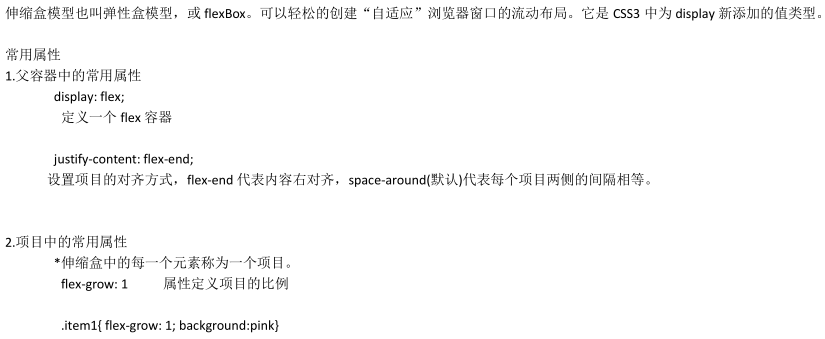 伸缩盒模型也叫弹性盒模型，或 flexBox。可以轻松的创建“自适应”浏览器窗口的流动布局。它是 CSS3 中为 display 新添加的值类型。
常用属性
1.父容器中的常用属性
display: flex;
定义一个 flex 容器
justify-content: flex-end;
设置项目的对齐方式，flex-end 代表内容右对齐，space-around(默认)代表每个项目两侧的间隔相等。
2.项目中的常用属性
*伸缩盒中的每一个元素称为一个项目。
flex-grow: 1 属性定义项目的比例
.item1{ flex-grow: 1; background:pink}